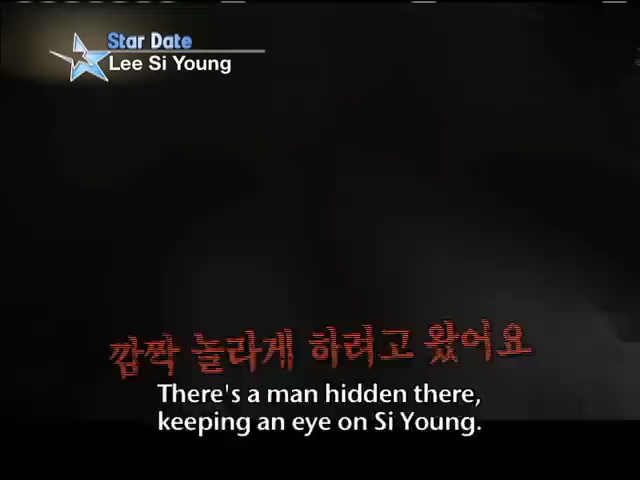 Star Date
Lee Si Young
깜짝 놀라게 하려고 왔어요
There's a man hidden there,
keeping an eye on Si Young.